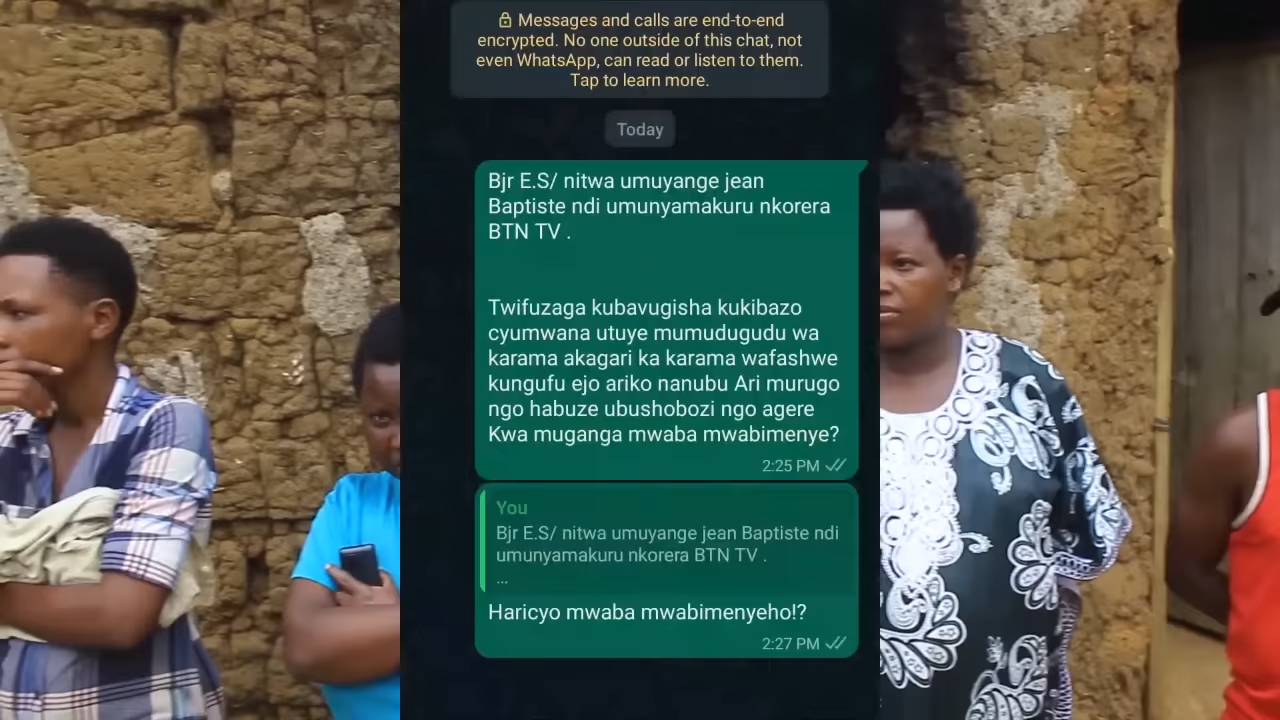 Messages and calls are end-to-end
encrypted. No one outside of this chat, not
even WhatsApp, can read or listen to them.
Tap to learn more.
Today
Bjr E.S/ nitwa umuyange jean
Baptiste ndi umunyamakuru nkorera
BTN TV .
Twifuzaga kubavugisha kukibazo
cyumwana utuye mumudugudu wa
karama akagari ka karama wafashwe
kungufu ejo ariko nanubu Ari murugo
ngo habuze ubushobozi ngo agere
Kwa muganga mwaba mwabimenye?
2:25 PM
You
Bjr E.S/ nitwa umuyange jean Baptiste ndi
umunyamakuru nkorera BTN TV .
...
Haricyo mwaba mwabimenyeho!?
2:27 PM